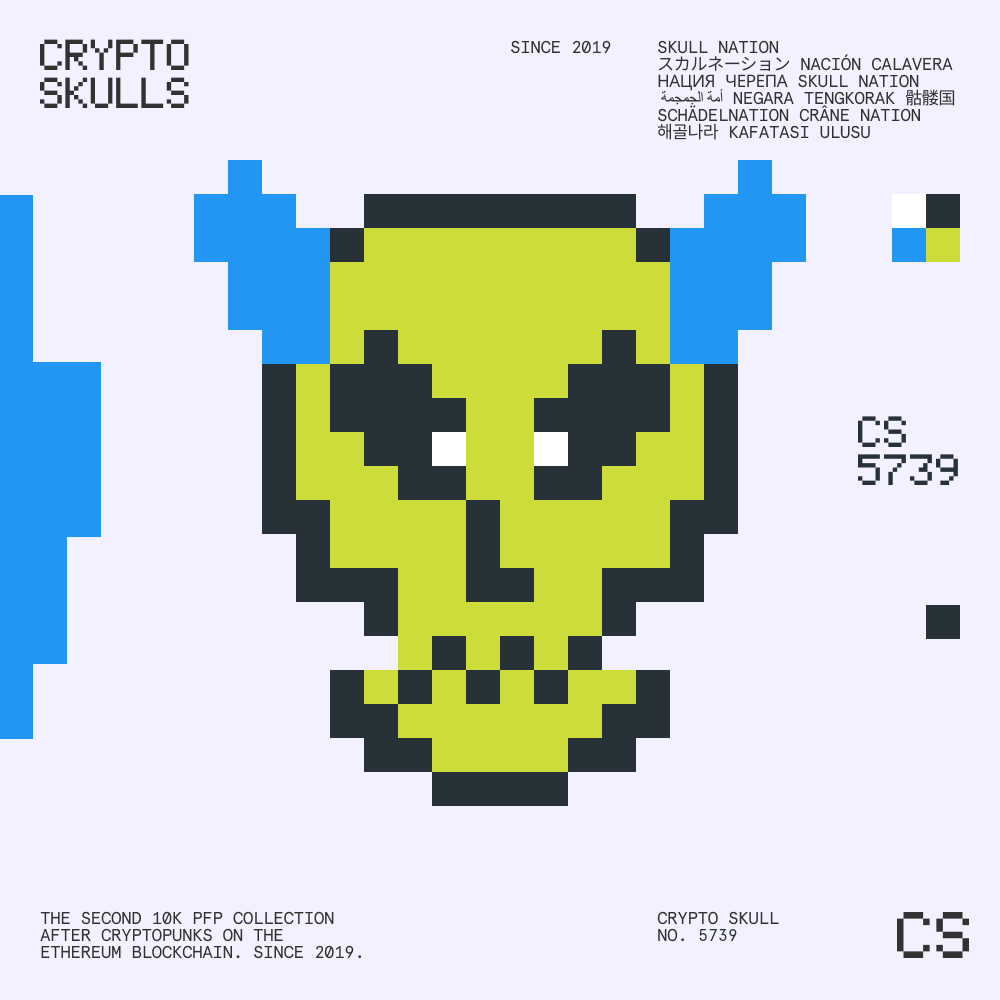 CRYPTO
SKULLS
SINCE 2019
SKULL NATION
スカルネーション NACIÓN CALAVERA
НАЦИЯ ЧЕРЕПА SKULL NATION
أمة الجمجمة NEGARA TENGKORAK 骷髅国
SCHÄDELNATION CRÂNE NATION
해골나라 KAFATASI ULUSU
CS
5739
THE SECOND 10K PFP COLLECTION
AFTER CRYPTOPUNKS ON THE
ETHEREUM BLOCKCHAIN. SINCE 2019.
CRYPTO SKULL
NO. 5739
CS